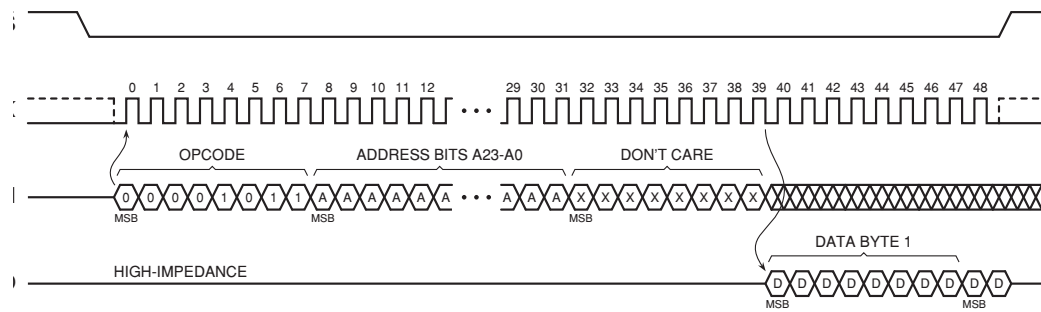 0 1 2 3 4 5 6 7 8 9 10 11 12 29 30 31 32 33 34 35 36 37 38 39 40 41 42 43 44 45 46 47 48
OPCODE ADDRESS BITS A23-A0 DON'T CARE
0 0 0 0 1 0 1 1 A A A A A A A A A X X X X X X X X
MSB MSB MSB
DATA BYTE 1
HIGH-IMPEDANCE
D D D D D D D D D D
MSB MSB